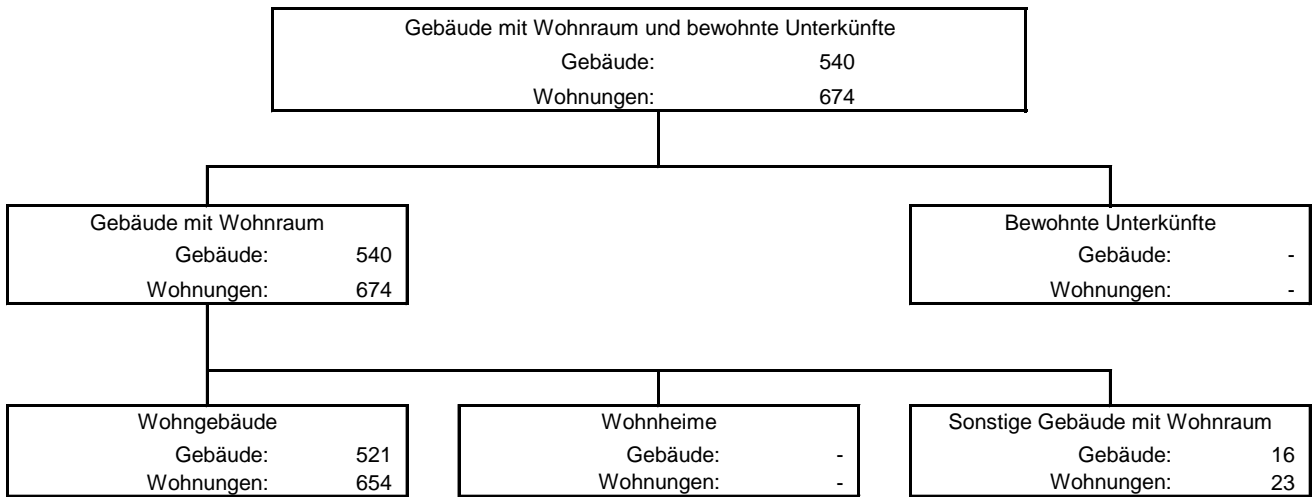 Gebäude mit Wohnraum und bewohnte Unterkünfte
Gebäude: 540
Wohnungen: 674
Gebäude mit Wohnraum
Gebäude: 540
Wohnungen: 674
Bewohnte Unterkünfte
Gebäude: -
Wohnungen: -
Wohngebäude
Gebäude: 521
Wohnungen: 654
Wohnheime
Gebäude: -
Wohnungen: -
Sonstige Gebäude mit Wohnraum
Gebäude: 16
Wohnungen: 23